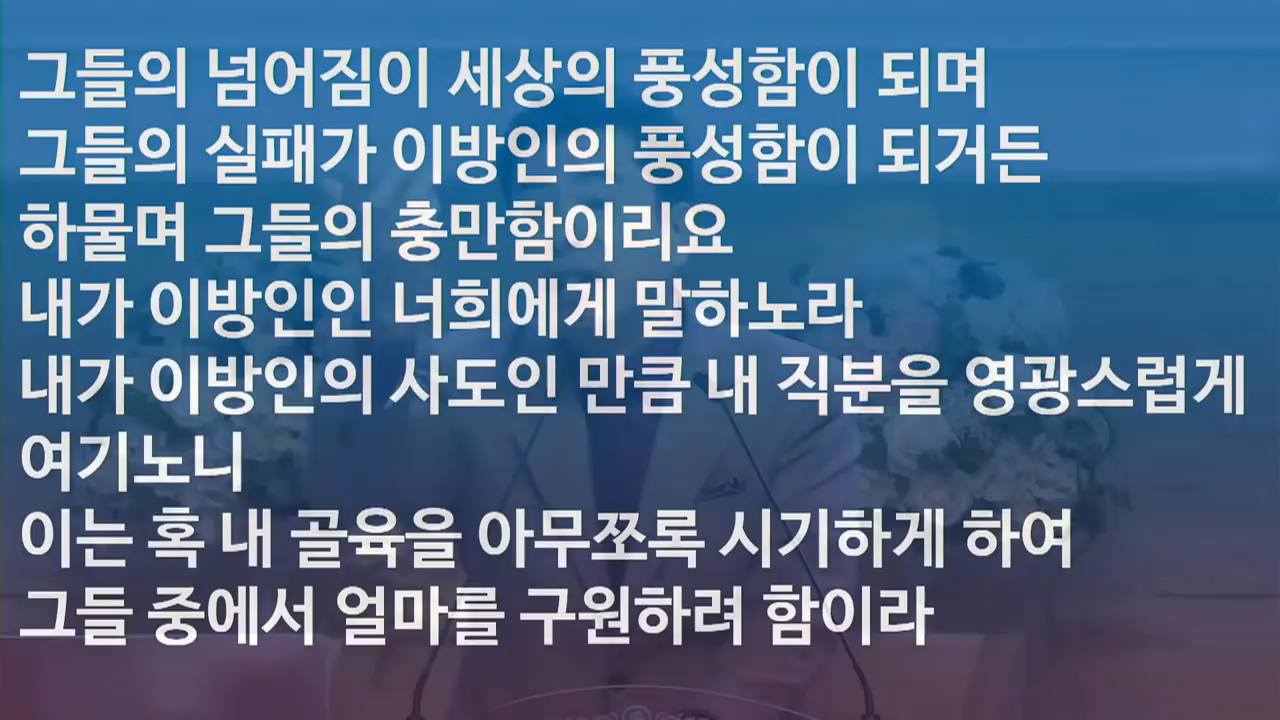 그들의 넘어짐이 세상의 풍성함이 되며
그들의 실패가 이방인의 풍성함이 되거든
하물며 그들의 충만함이리요
내가 이방인인 너희에게 말하노라
내가 이방인의 사도인 만큼 내 직분을 영광스럽게
여기노니
이는 혹 내 골육을 아무쪼록 시기하게 하여
그들 중에서 얼마를 구원하려 함이라